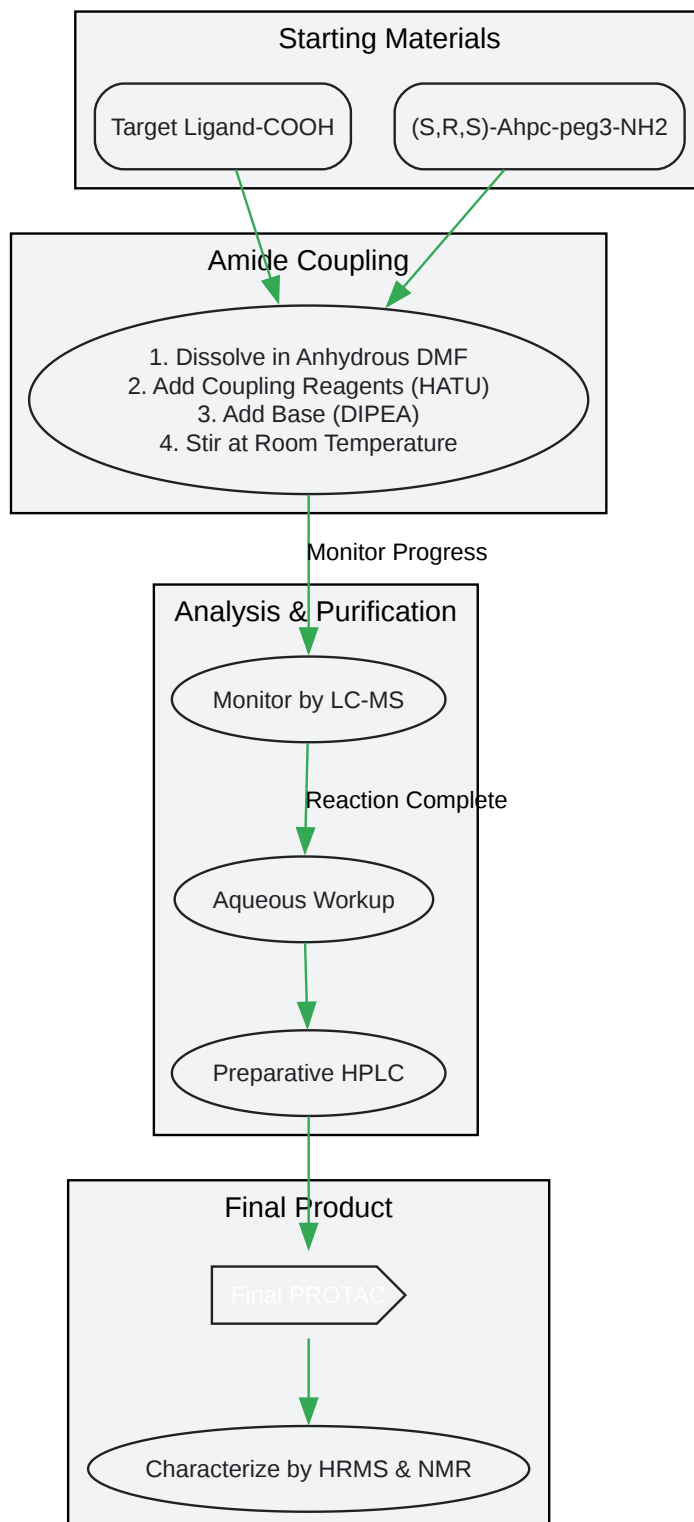 Starting Materials
Target Ligand-COOH
(S,R,S)-Ahpc-peg3-NH2
Amide Coupling
1. Dissolve in Anhydrous DMF
2. Add Coupling Reagents (HATU)
3. Add Base (DIPEA)
4. Stir at Room Temperature
Monitor Progress
Analysis & Purification
Monitor by LC-MS
Reaction Complete
Aqueous Workup
Preparative HPLC
Final Product
Final PROTAC
Characterize by HRMS & NMR